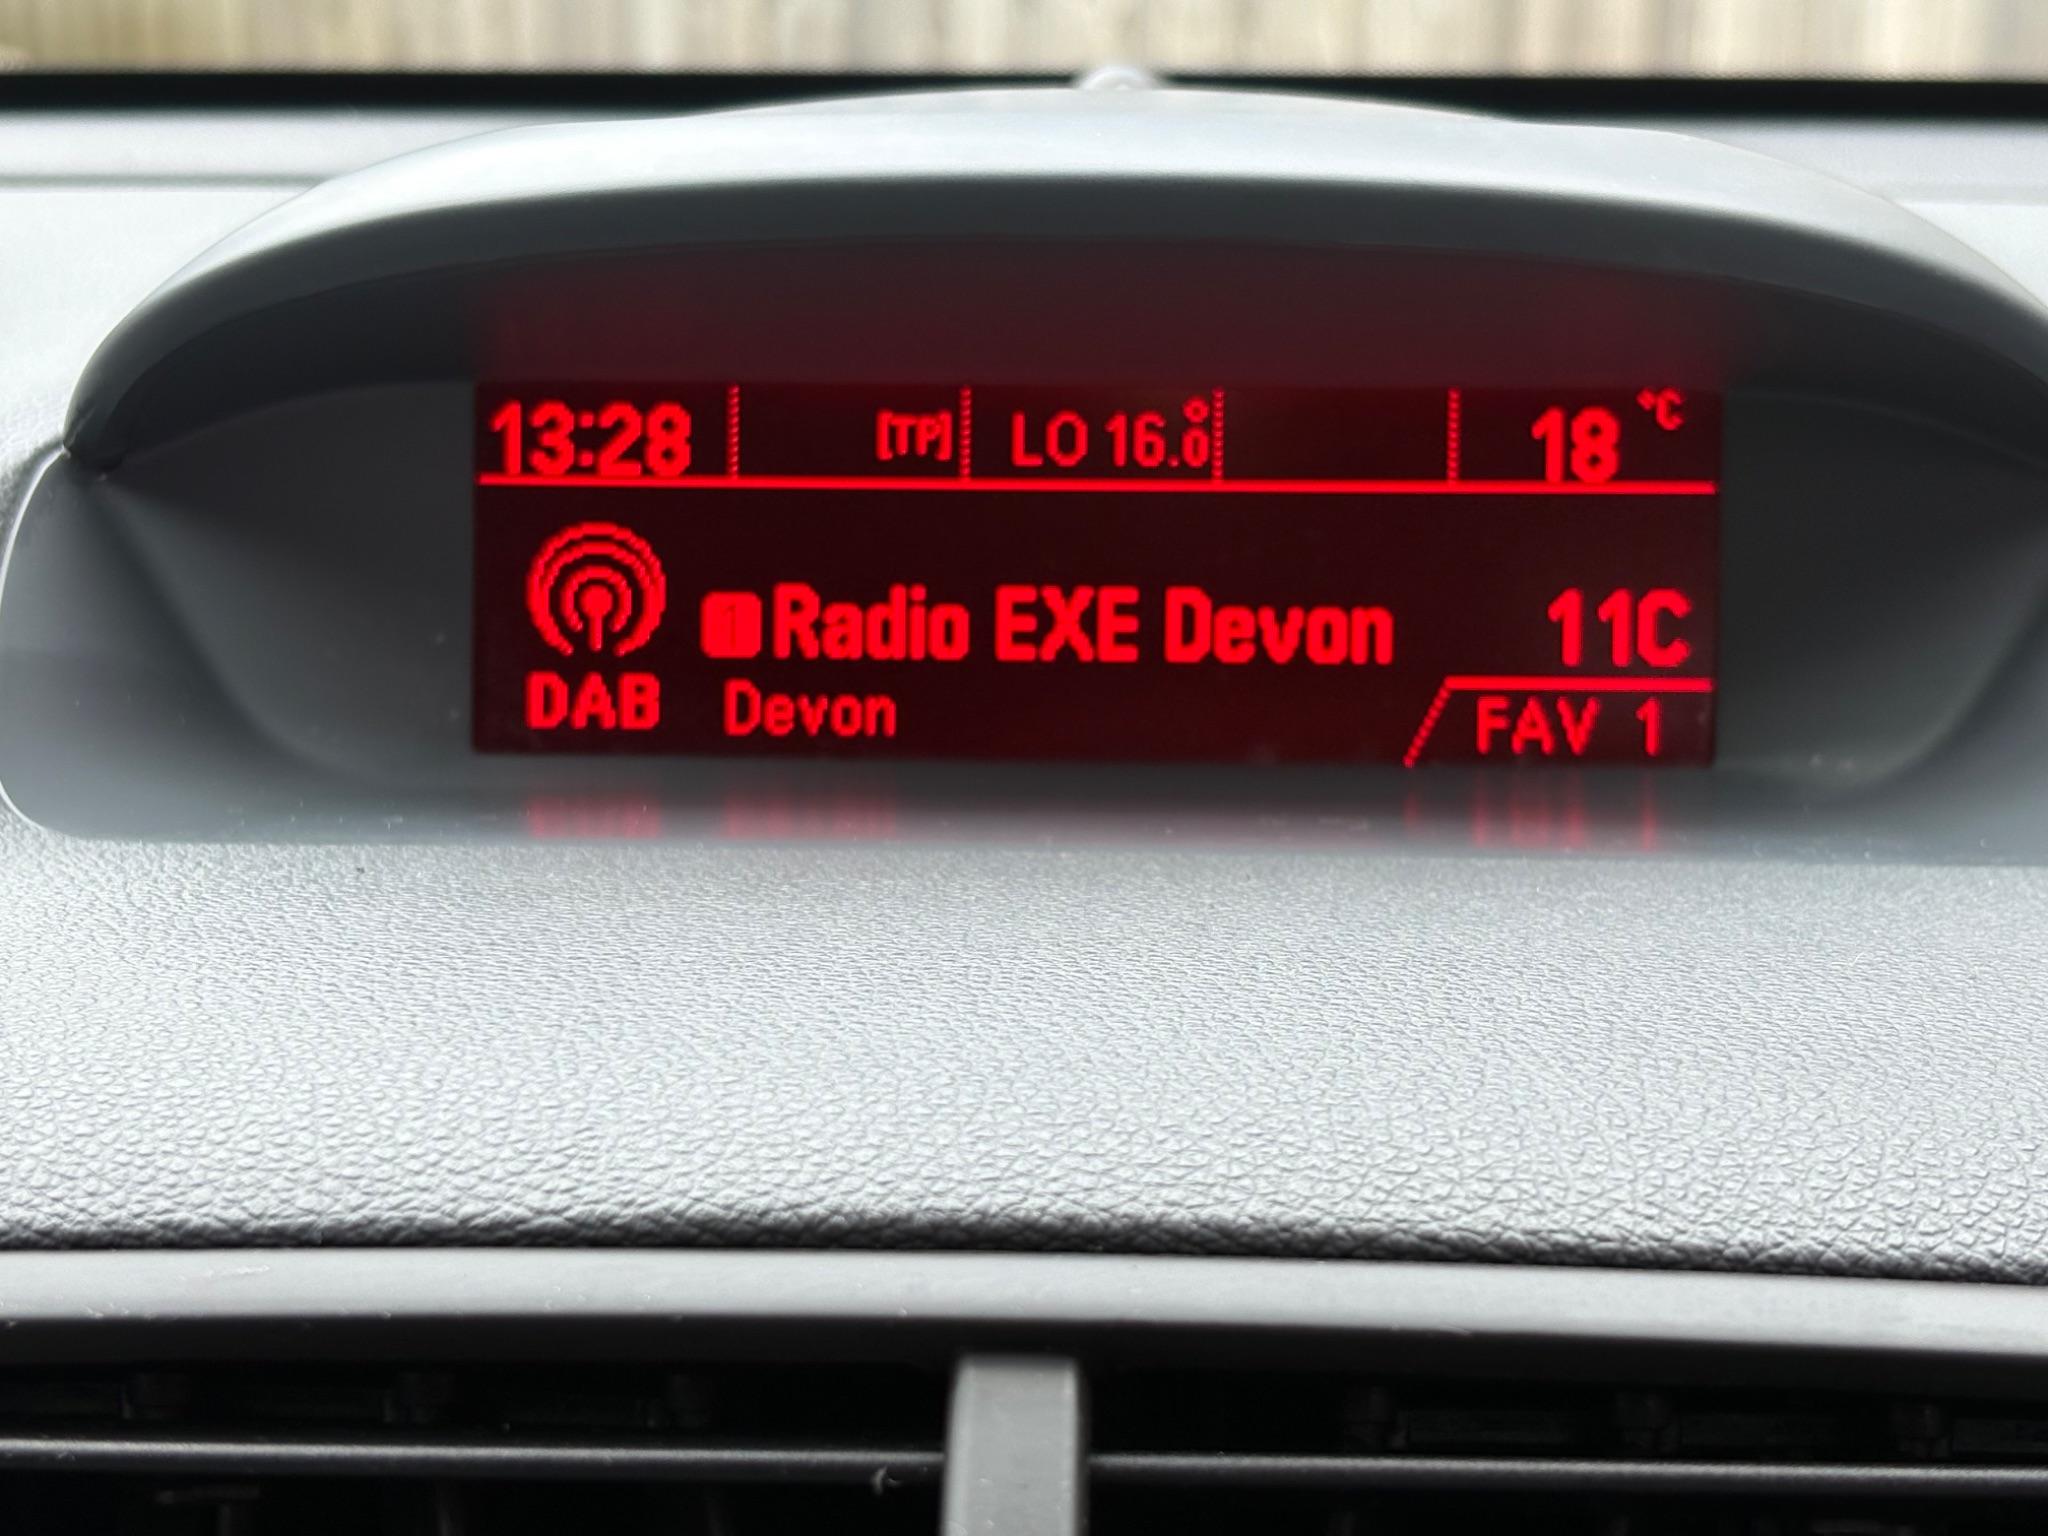 13:28 [TP] LO 16.0° 18 °C
1 Radio EXE Devon 11C
DAB Devon FAV 1